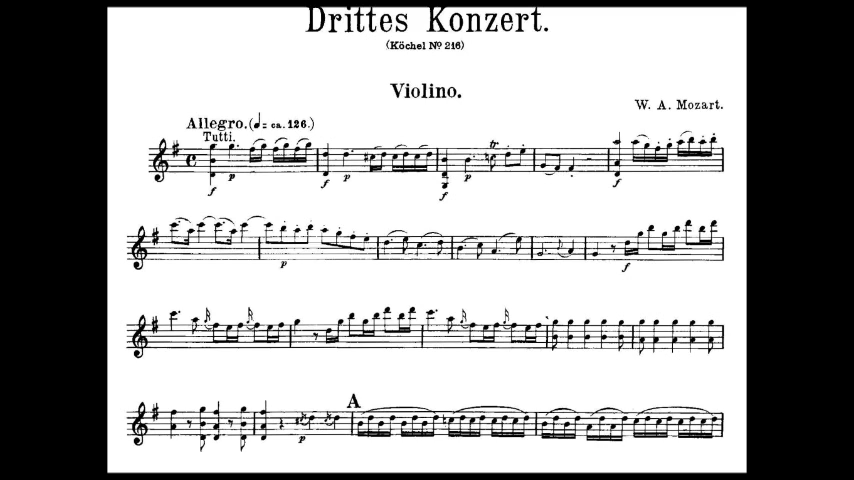 Drittes Konzert.
(Köchel Nº 216)
Violino.
W. A. Mozart.
Allegro. (♩= ca. 126.)
Tutti.
f p f p f p f
p f
A
p